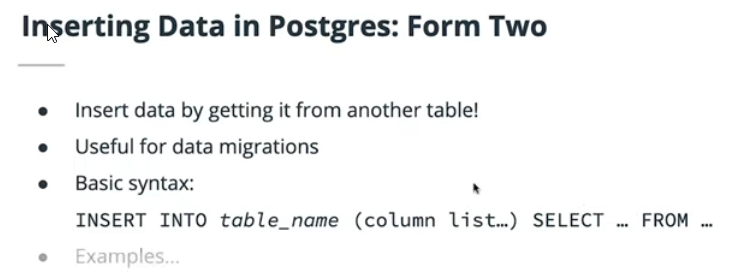 Inserting Data in Postgres: Form Two
● Insert data by getting it from another table!
● Useful for data migrations
● Basic syntax:
INSERT INTO table_name (column list…) SELECT … FROM …
● Examples...